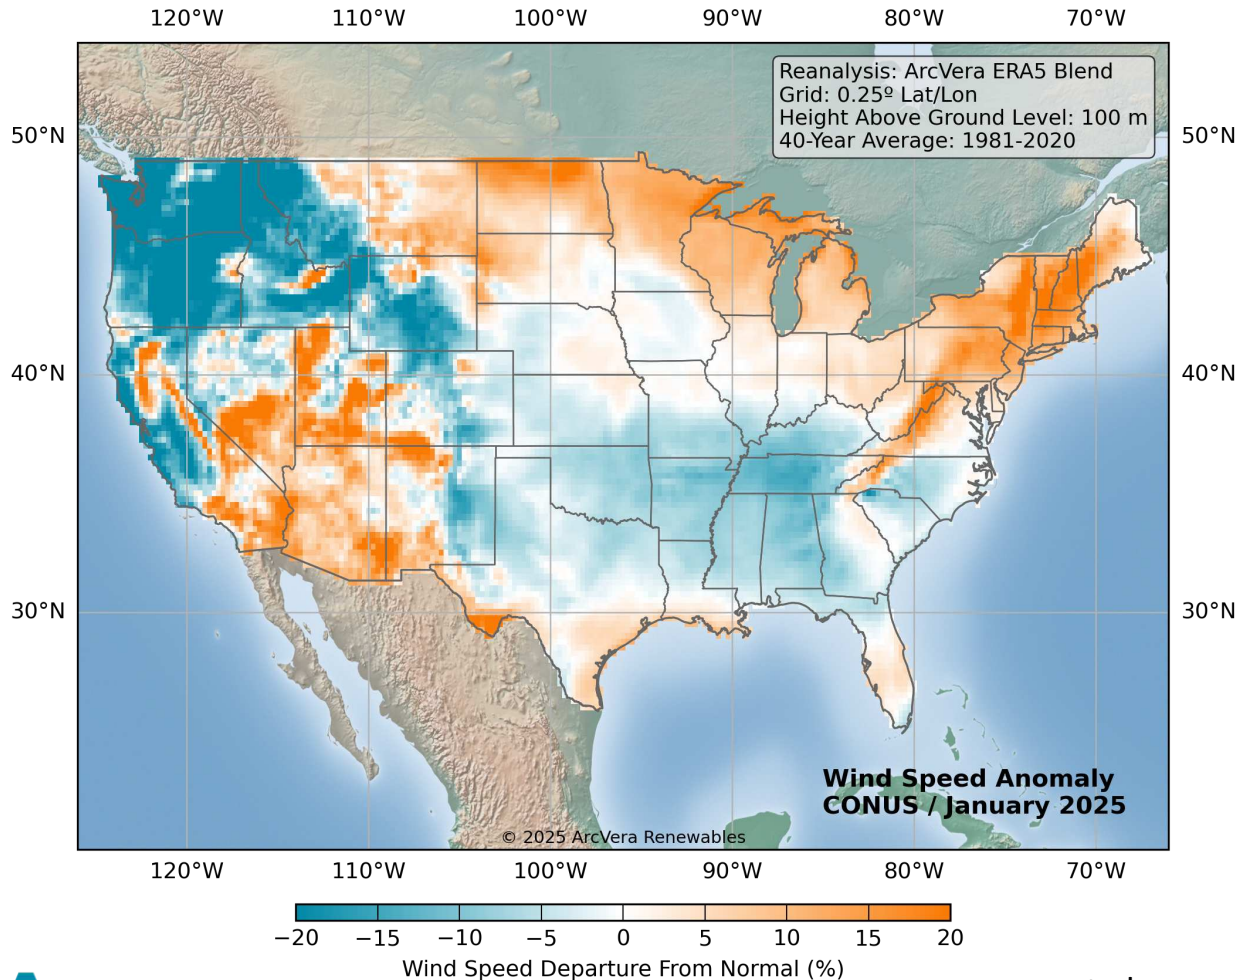 120°W 110°W 100°W 90°W 80°W 70°W
Reanalysis: ArcVera ERA5 Blend
Grid: 0.25º Lat/Lon
Height Above Ground Level: 100 m
40-Year Average: 1981-2020
50°N 50°N
40°N 40°N
30°N 30°N
Wind Speed Anomaly
CONUS / January 2025
© 2025 ArcVera Renewables
120°W 110°W 100°W 90°W 80°W 70°W
−20 −15 −10 −5 0 5 10 15 20
Wind Speed Departure From Normal (%)